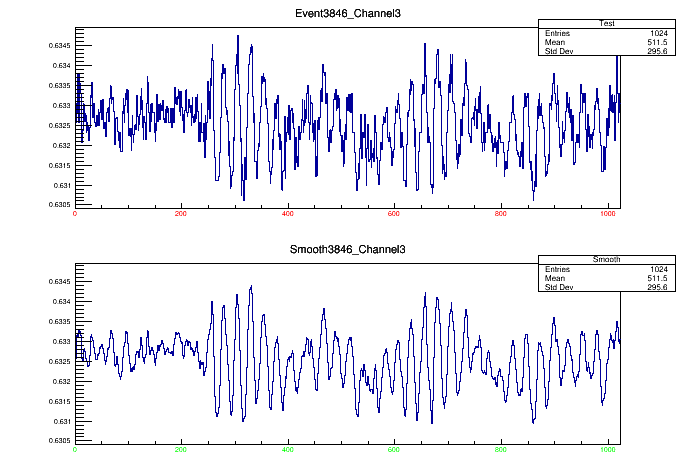 Event3846_Channel3
Test
Entries 1024
Mean 511.5
Std Dev 295.6
0.6345
0.634
0.6335
0.633
0.6325
0.632
0.6315
0.631
0.6305
0 200 400 600 800 1000
Smooth3846_Channel3
Smooth
Entries 1024
Mean 511.5
Std Dev 295.6
0.6345
0.634
0.6335
0.633
0.6325
0.632
0.6315
0.631
0.6305
0 200 400 600 800 1000